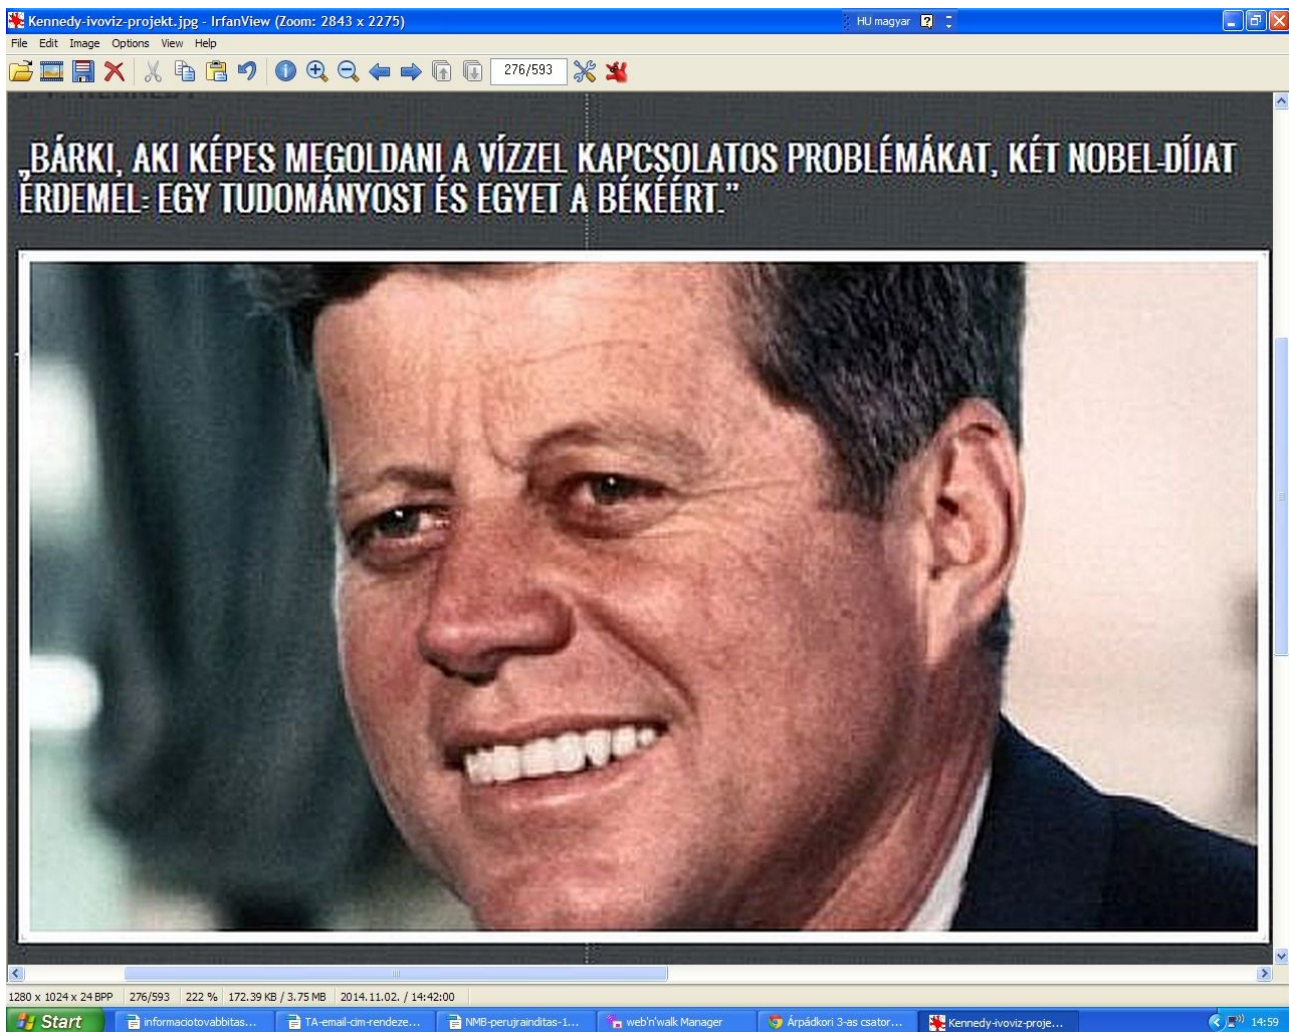 Kennedy-ivoviz-projekt.jpg - IrfanView (Zoom: 2843 x 2275)
HU magyar
File Edit Image Options View Help
276/593
„BÁRKI, AKI KÉPES MEGOLDANI A VÍZZEL KAPCSOLATOS PROBLÉMÁKAT, KÉT NOBEL-DÍJAT
ÉRDEMEL: EGY TUDOMÁNYOST ÉS EGYET A BÉKÉÉRT.”
1280 x 1024 x 24 BPP 276/593 222 % 172.39 KB / 3.75 MB 2014.11.02. / 14:42:00
Start informaciotovabbitas... TA-email-cim-rendeze... NMB-perujrainditas-1... web'n'walk Manager Árpádkori 3-as csator... Kennedy-ivoviz-proje... 14:59